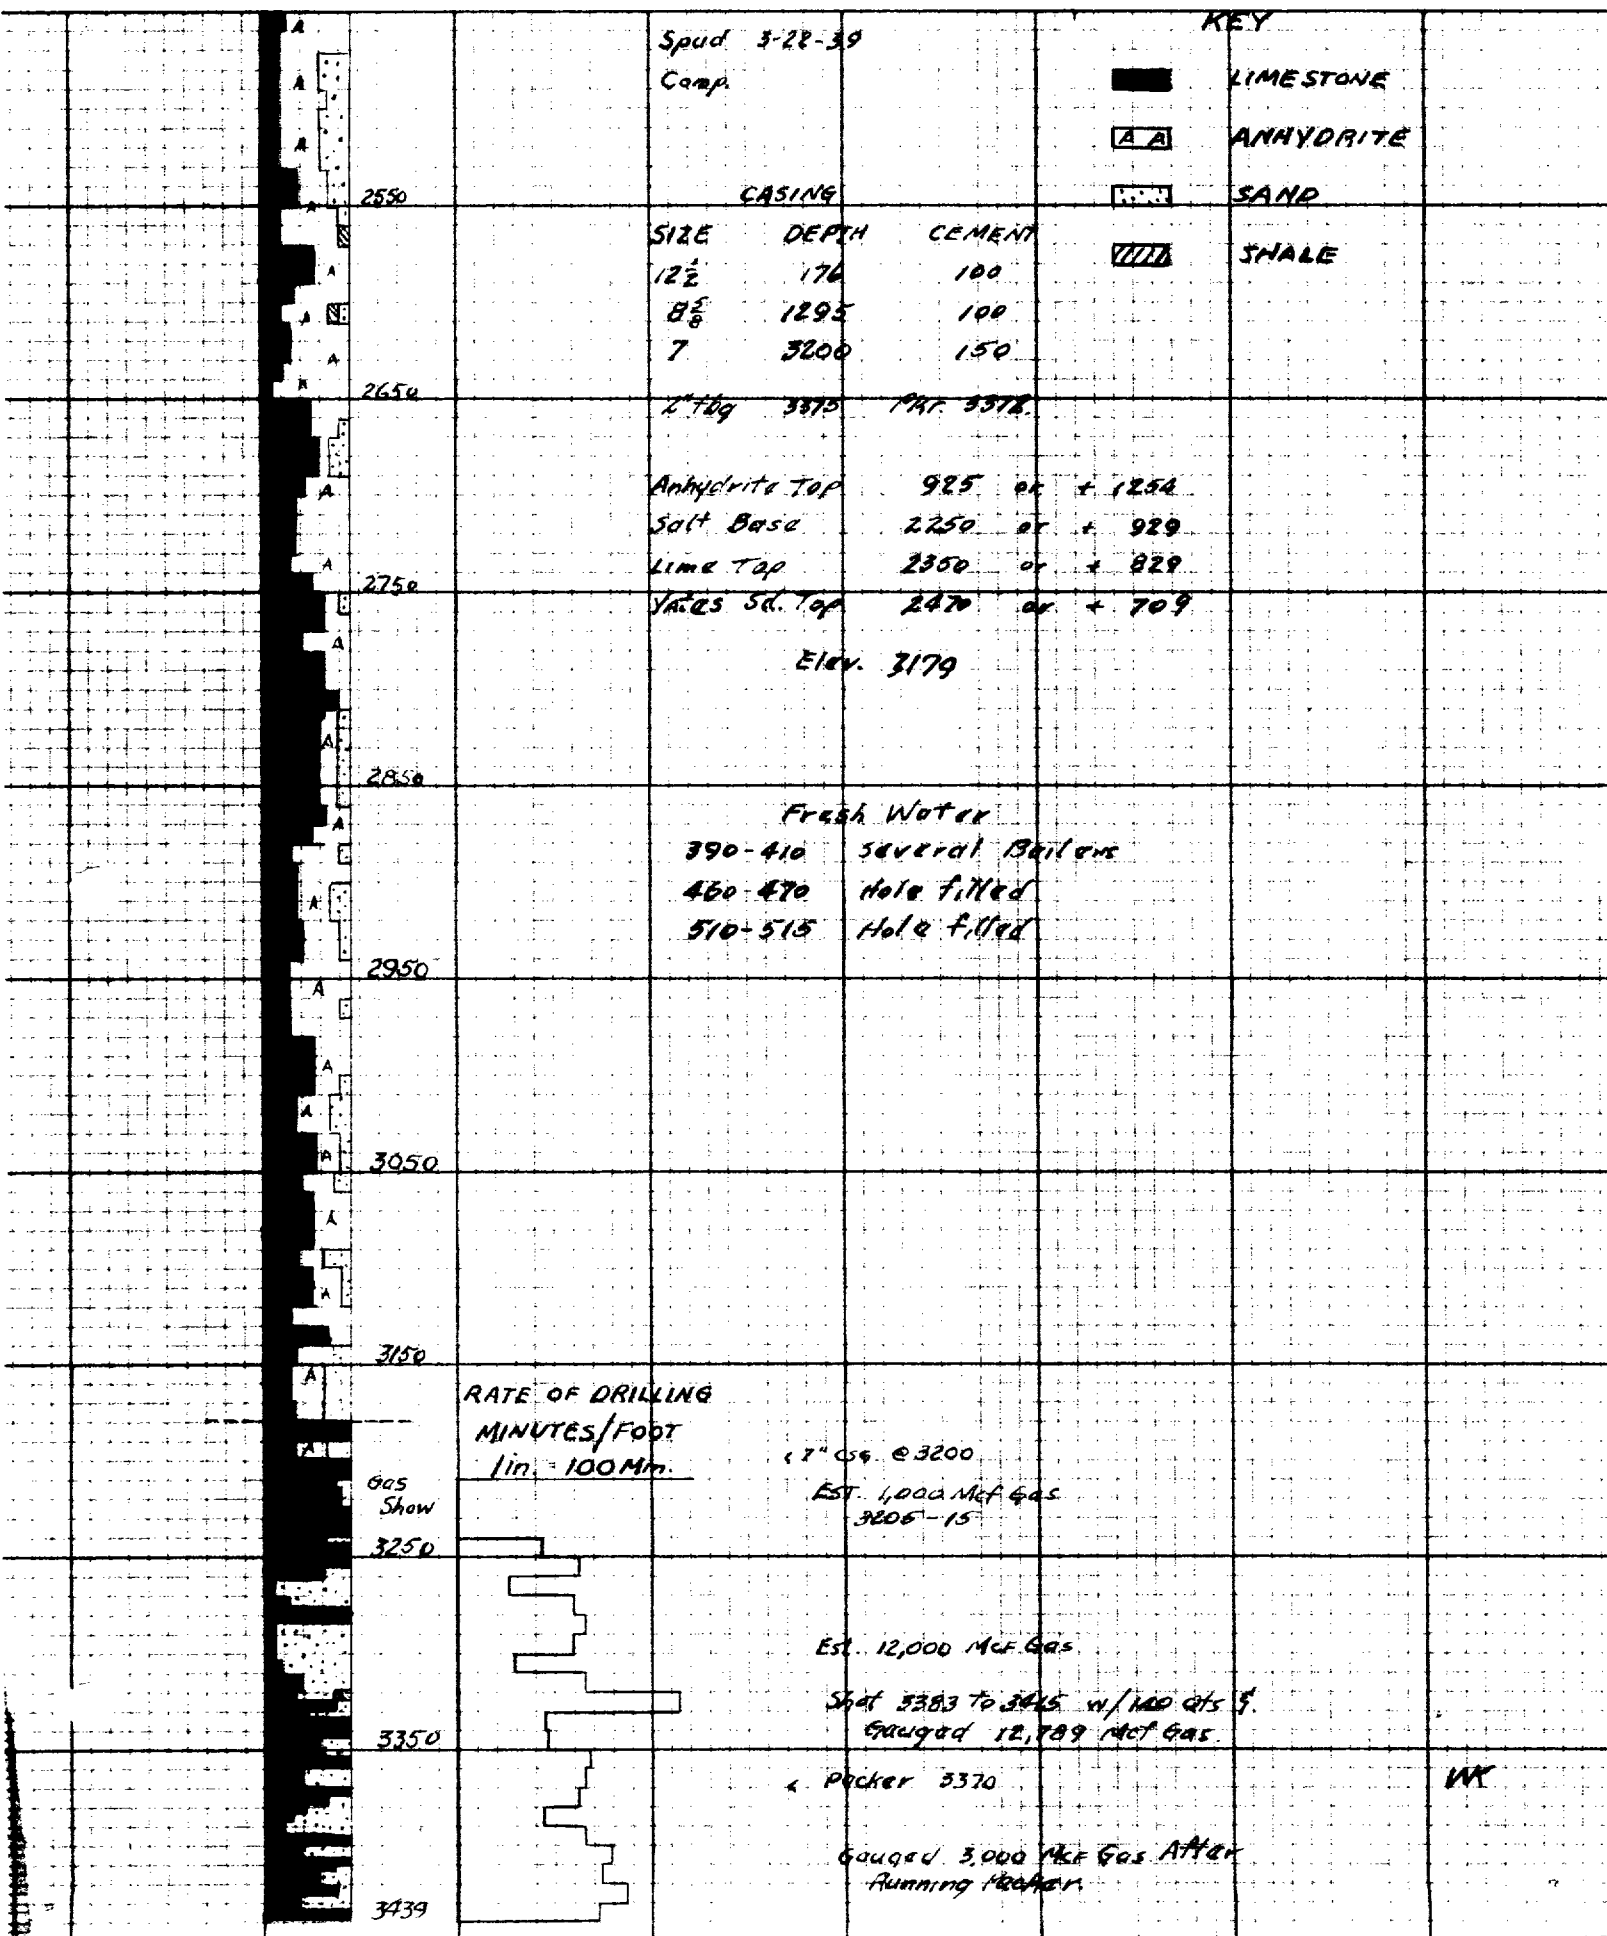 Spud 3-22-39
Comp.
KEY
LIMESTONE
A A ANHYDRITE
SAND
SHALE
CASING
SIZE DEPTH CEMENT
12½ 176 100
8⅝ 1295 100
7 3200 150
2" tbg 3375 Pkr.
Anhydrite Top 925 or + 1254
Salt Base 2250 or + 929
Lime Top 2350 or + 829
Yates Sd. Top 2470 or + 709
Elev. 3179
Fresh Water
390-410 several Bailers
460-470 Hole filled
510-515 Hole filled
2550
2650
2750
2850
2950
3050
3150
RATE OF DRILLING
MINUTES/FOOT
1in. = 100 Min.
Gas
Show
3250
3350
3439
7" csg. @ 3200
EST. 1,000 Mcf Gas
3205-15
Est. 12,000 Mcf Gas
Shot 3383 to 3415 w/ qts
Gauged 12,789 Mcf Gas.
Packer 3370
Gauged 3,000 Mcf Gas After
Running Packer
WK